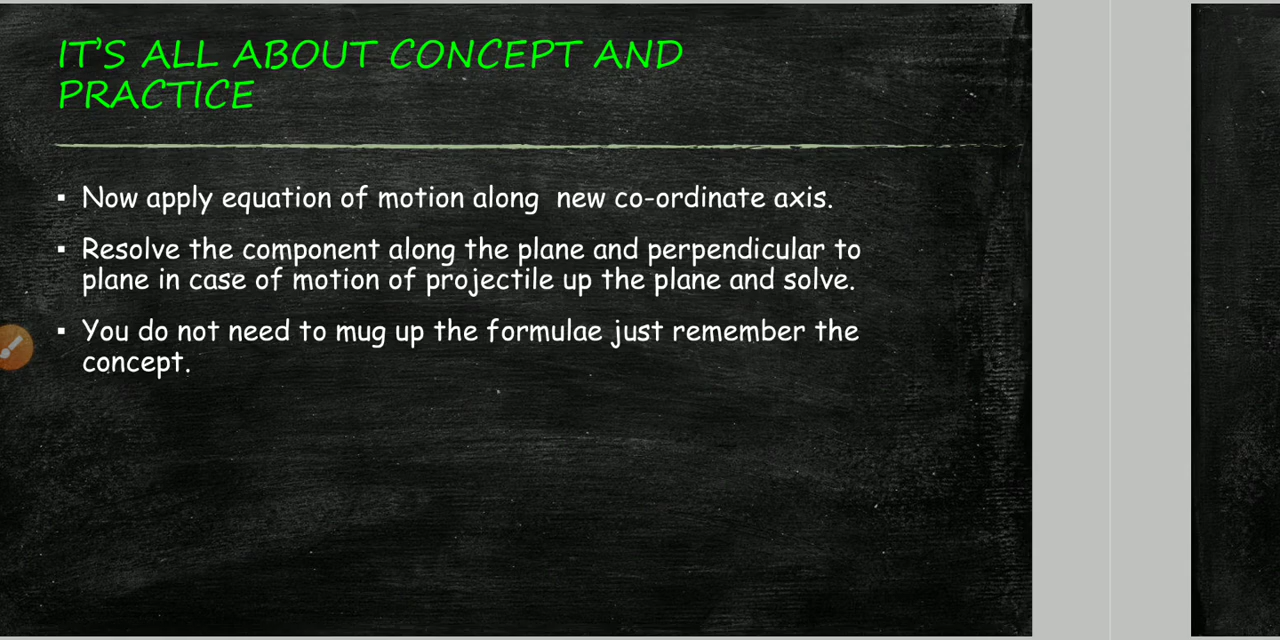 IT'S ALL ABOUT CONCEPT AND
PRACTICE
▪ Now apply equation of motion along  new co-ordinate axis.
▪ Resolve the component along the plane and perpendicular to
plane in case of motion of projectile up the plane and solve.
▪ You do not need to mug up the formulae just remember the
concept.